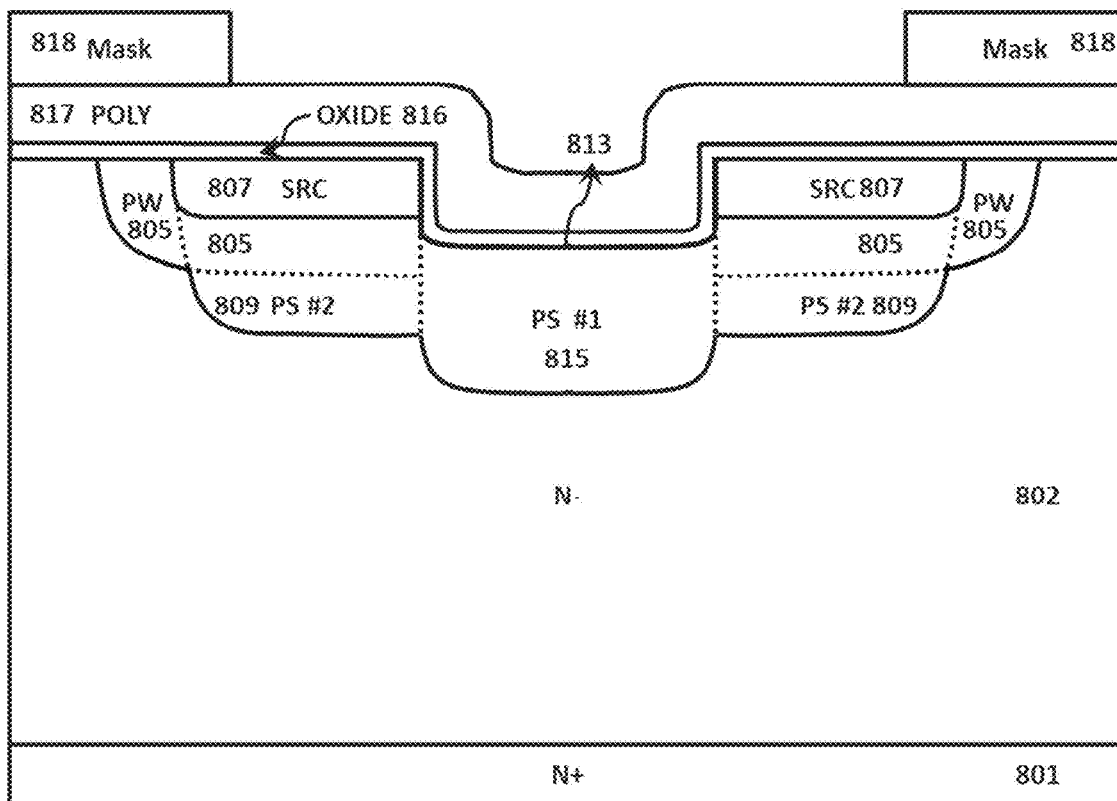 818 Mask
Mask 818
817 POLY
OXIDE 816
813
807 SRC
SRC 807
PW
805
PW
805
805
805
809 PS #2
PS #2 809
PS #1
815
N-
802
N+
801